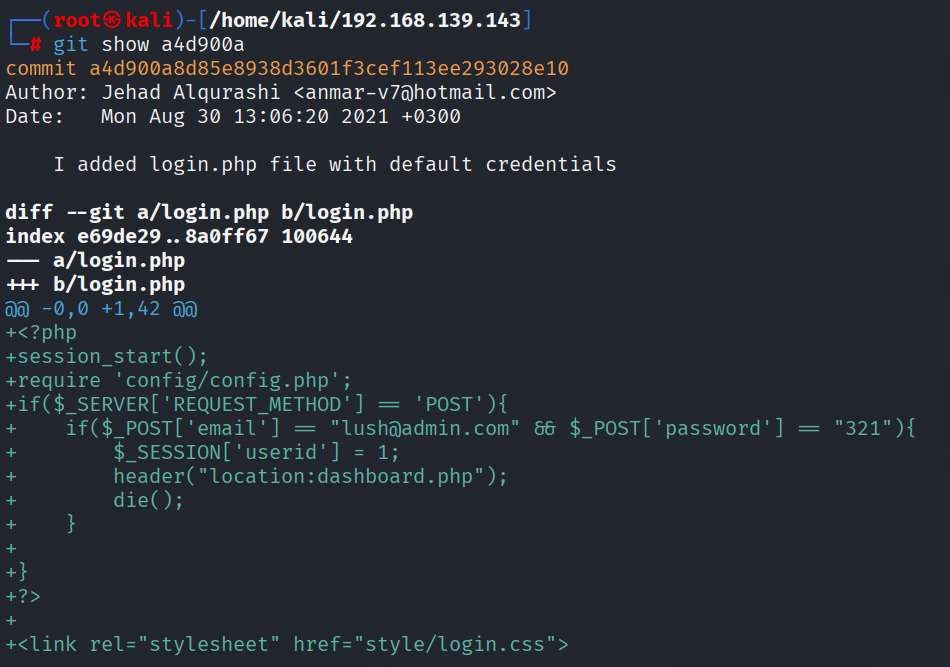 ┌──(root㉿kali)-[/home/kali/192.168.139.143]
└─# git show a4d900a
commit a4d900a8d85e8938d3601f3cef113ee293028e10
Author: Jehad Alqurashi <anmar-v7@hotmail.com>
Date:   Mon Aug 30 13:06:20 2021 +0300

    I added login.php file with default credentials

diff --git a/login.php b/login.php
index e69de29..8a0ff67 100644
--- a/login.php
+++ b/login.php
@@ -0,0 +1,42 @@
+<?php
+session_start();
+require 'config/config.php';
+if($_SERVER['REQUEST_METHOD'] == 'POST'){
+    if($_POST['email'] == "lush@admin.com" && $_POST['password'] == "321"){
+        $_SESSION['userid'] = 1;
+        header("location:dashboard.php");
+        die();
+    }
+
+}
+?>
+
+<link rel="stylesheet" href="style/login.css">